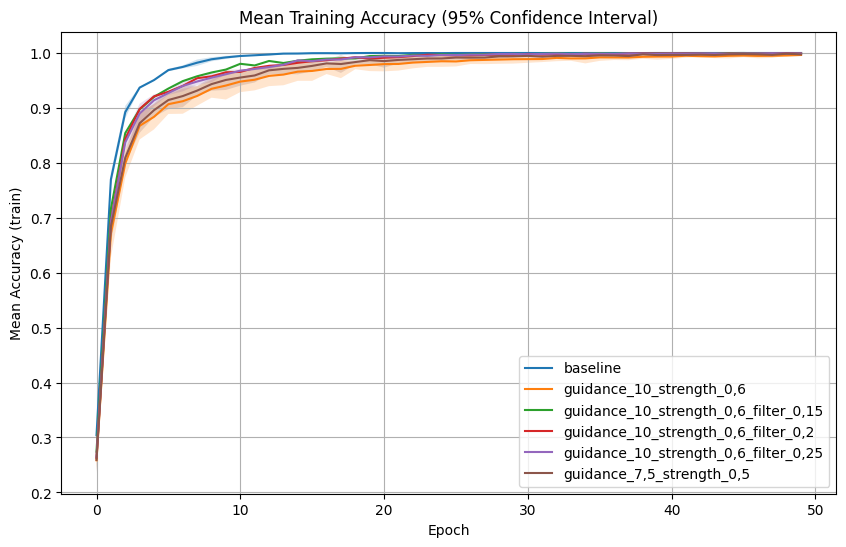 Mean Training Accuracy (95% Confidence Interval)
Mean Accuracy (train)
1.0
0.9
0.8
0.7
0.6
0.5
0.4
0.3
0.2
baseline
guidance_10_strength_0,6
guidance_10_strength_0,6_filter_0,15
guidance_10_strength_0,6_filter_0,2
guidance_10_strength_0,6_filter_0,25
guidance_7,5_strength_0,5
0 10 20 30 40 50
Epoch